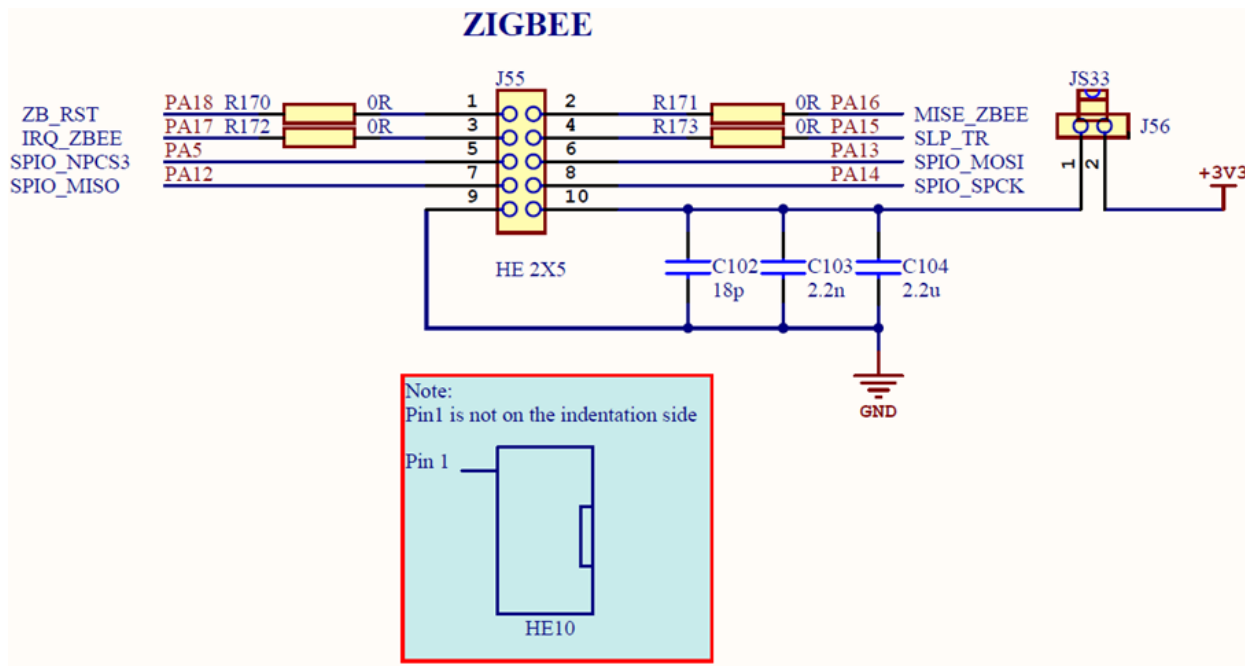 ZIGBEE
J55
JS33
ZB_RST PA18 R170 0R 1 2 R171 0R PA16 MISE_ZBEE
J56
IRQ_ZBEE PA17 R172 0R 3 4 R173 0R PA15 SLP_TR
SPIO_NPCS3 PA5 5 6 PA13 SPIO_MOSI
SPIO_MISO PA12 7 8 PA14 SPIO_SPCK
1 2 +3V3
9 10
HE 2X5
C102 C103 C104
18p 2.2n 2.2u
Note:
Pin1 is not on the indentation side
GND
Pin 1
HE10